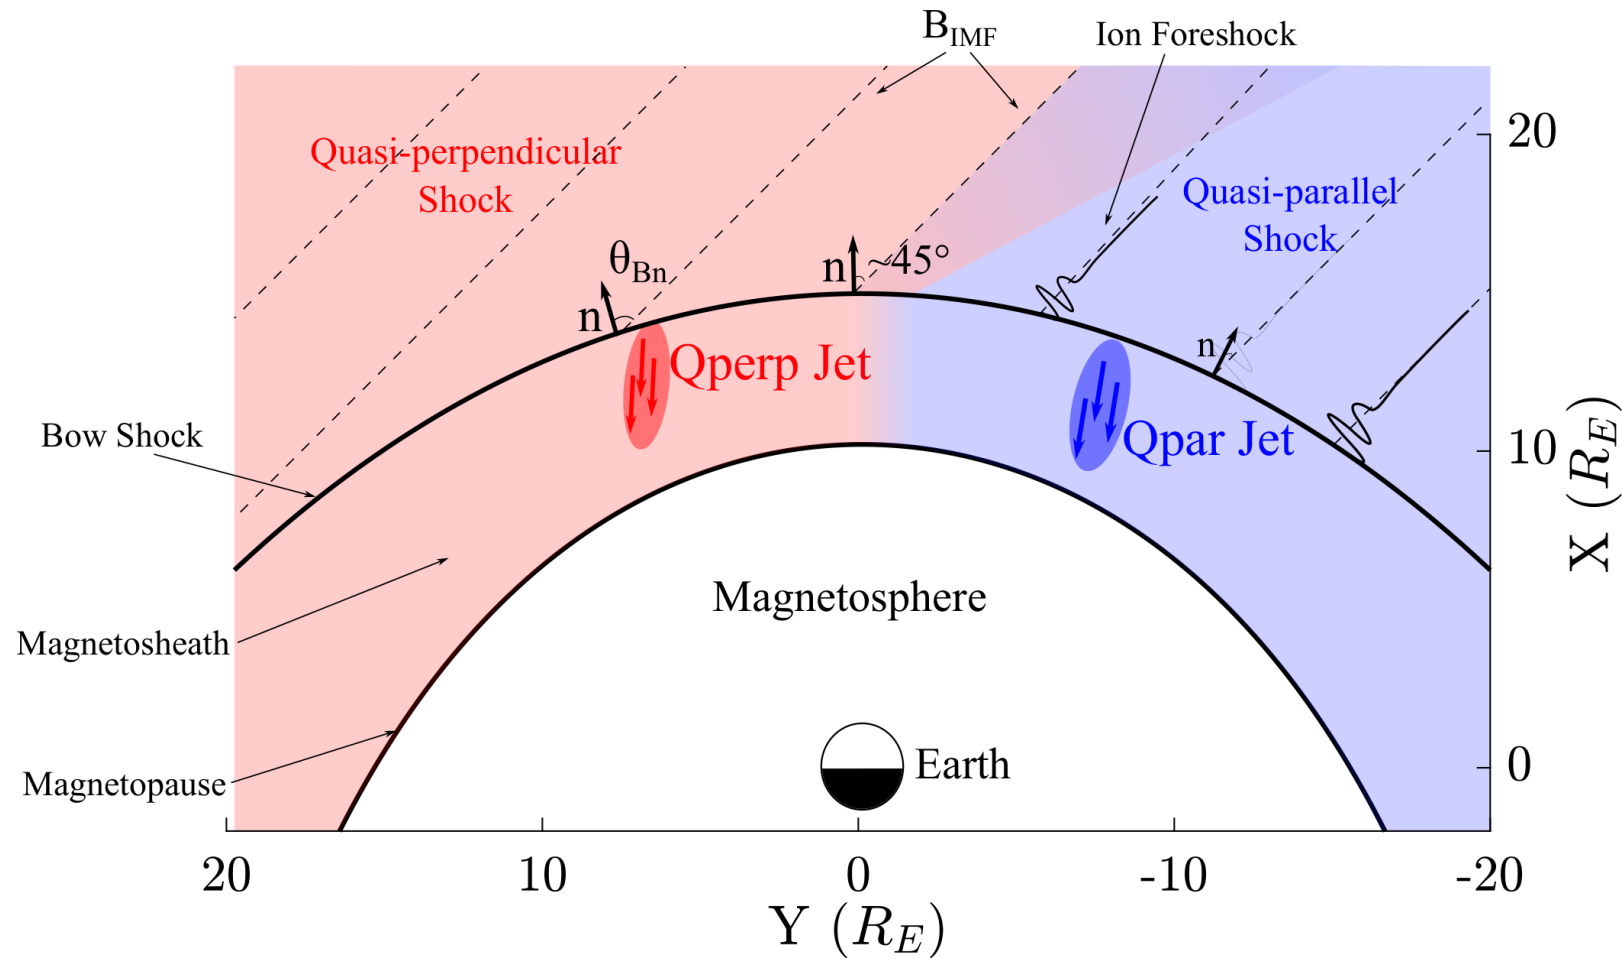 B_IMF
Ion Foreshock
20
Quasi-perpendicular
Shock
Quasi-parallel
Shock
θ_Bn
n
n
~45°
n
Qperp Jet
Qpar Jet
Bow Shock
10
X (R_E)
Magnetosphere
Magnetosheath
Earth
0
Magnetopause
20
10
0
-10
-20
Y (R_E)